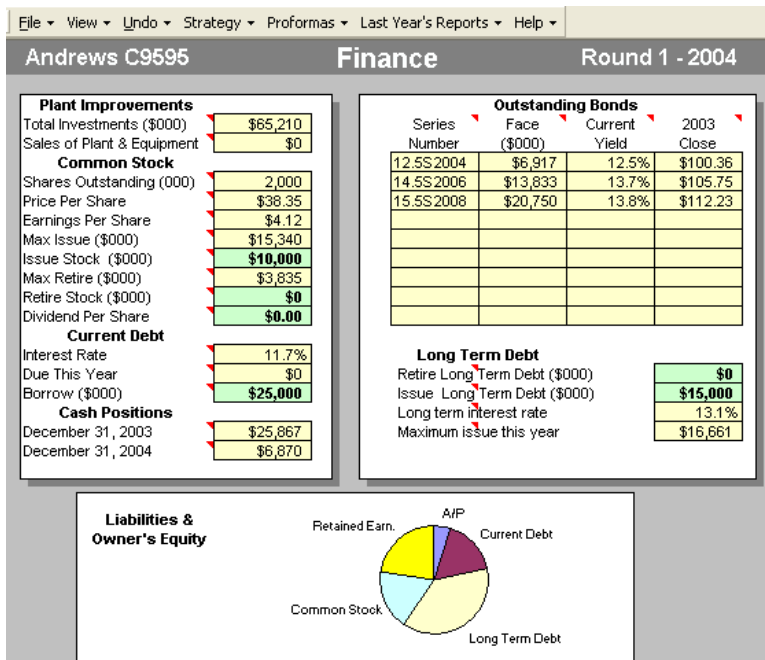 File View Undo Strategy Proformas Last Year's Reports Help
Andrews C9595 Finance Round 1 - 2004
Plant Improvements
Total Investments ($000) $65,210
Sales of Plant & Equipment $0
Common Stock
Shares Outstanding (000) 2,000
Price Per Share $38.35
Earnings Per Share $4.12
Max Issue ($000) $15,340
Issue Stock ($000) $10,000
Max Retire ($000) $3,835
Retire Stock ($000) $0
Dividend Per Share $0.00
Current Debt
Interest Rate 11.7%
Due This Year $0
Borrow ($000) $25,000
Cash Positions
December 31, 2003 $25,867
December 31, 2004 $6,870
Outstanding Bonds
Series Face Current 2003
Number ($000) Yield Close
12.5S2004 $6,917 12.5% $100.36
14.5S2006 $13,833 13.7% $105.75
15.5S2008 $20,750 13.8% $112.23
Long Term Debt
Retire Long Term Debt ($000) $0
Issue Long Term Debt ($000) $15,000
Long term interest rate 13.1%
Maximum issue this year $16,661
Liabilities &
Owner's Equity
A/P
Retained Earn.
Current Debt
Common Stock
Long Term Debt